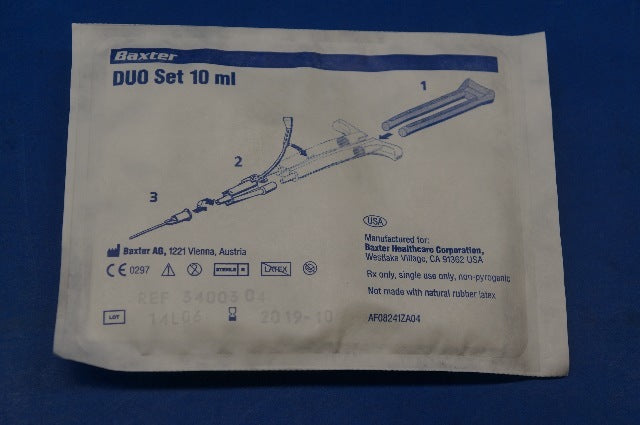 Baxter
DUO Set 10 ml
1
2
3
Baxter AG, 1221 Vienna, Austria
CE 0297
STERILE R
LATEX
REF 3400304
LOT 14L06 2019-10
USA
Manufactured for:
Baxter Healthcare Corporation,
Westlake Village, CA 91362 USA
Rx only, single use only, non-pyrogenic
Not made with natural rubber latex
AF08241ZA04